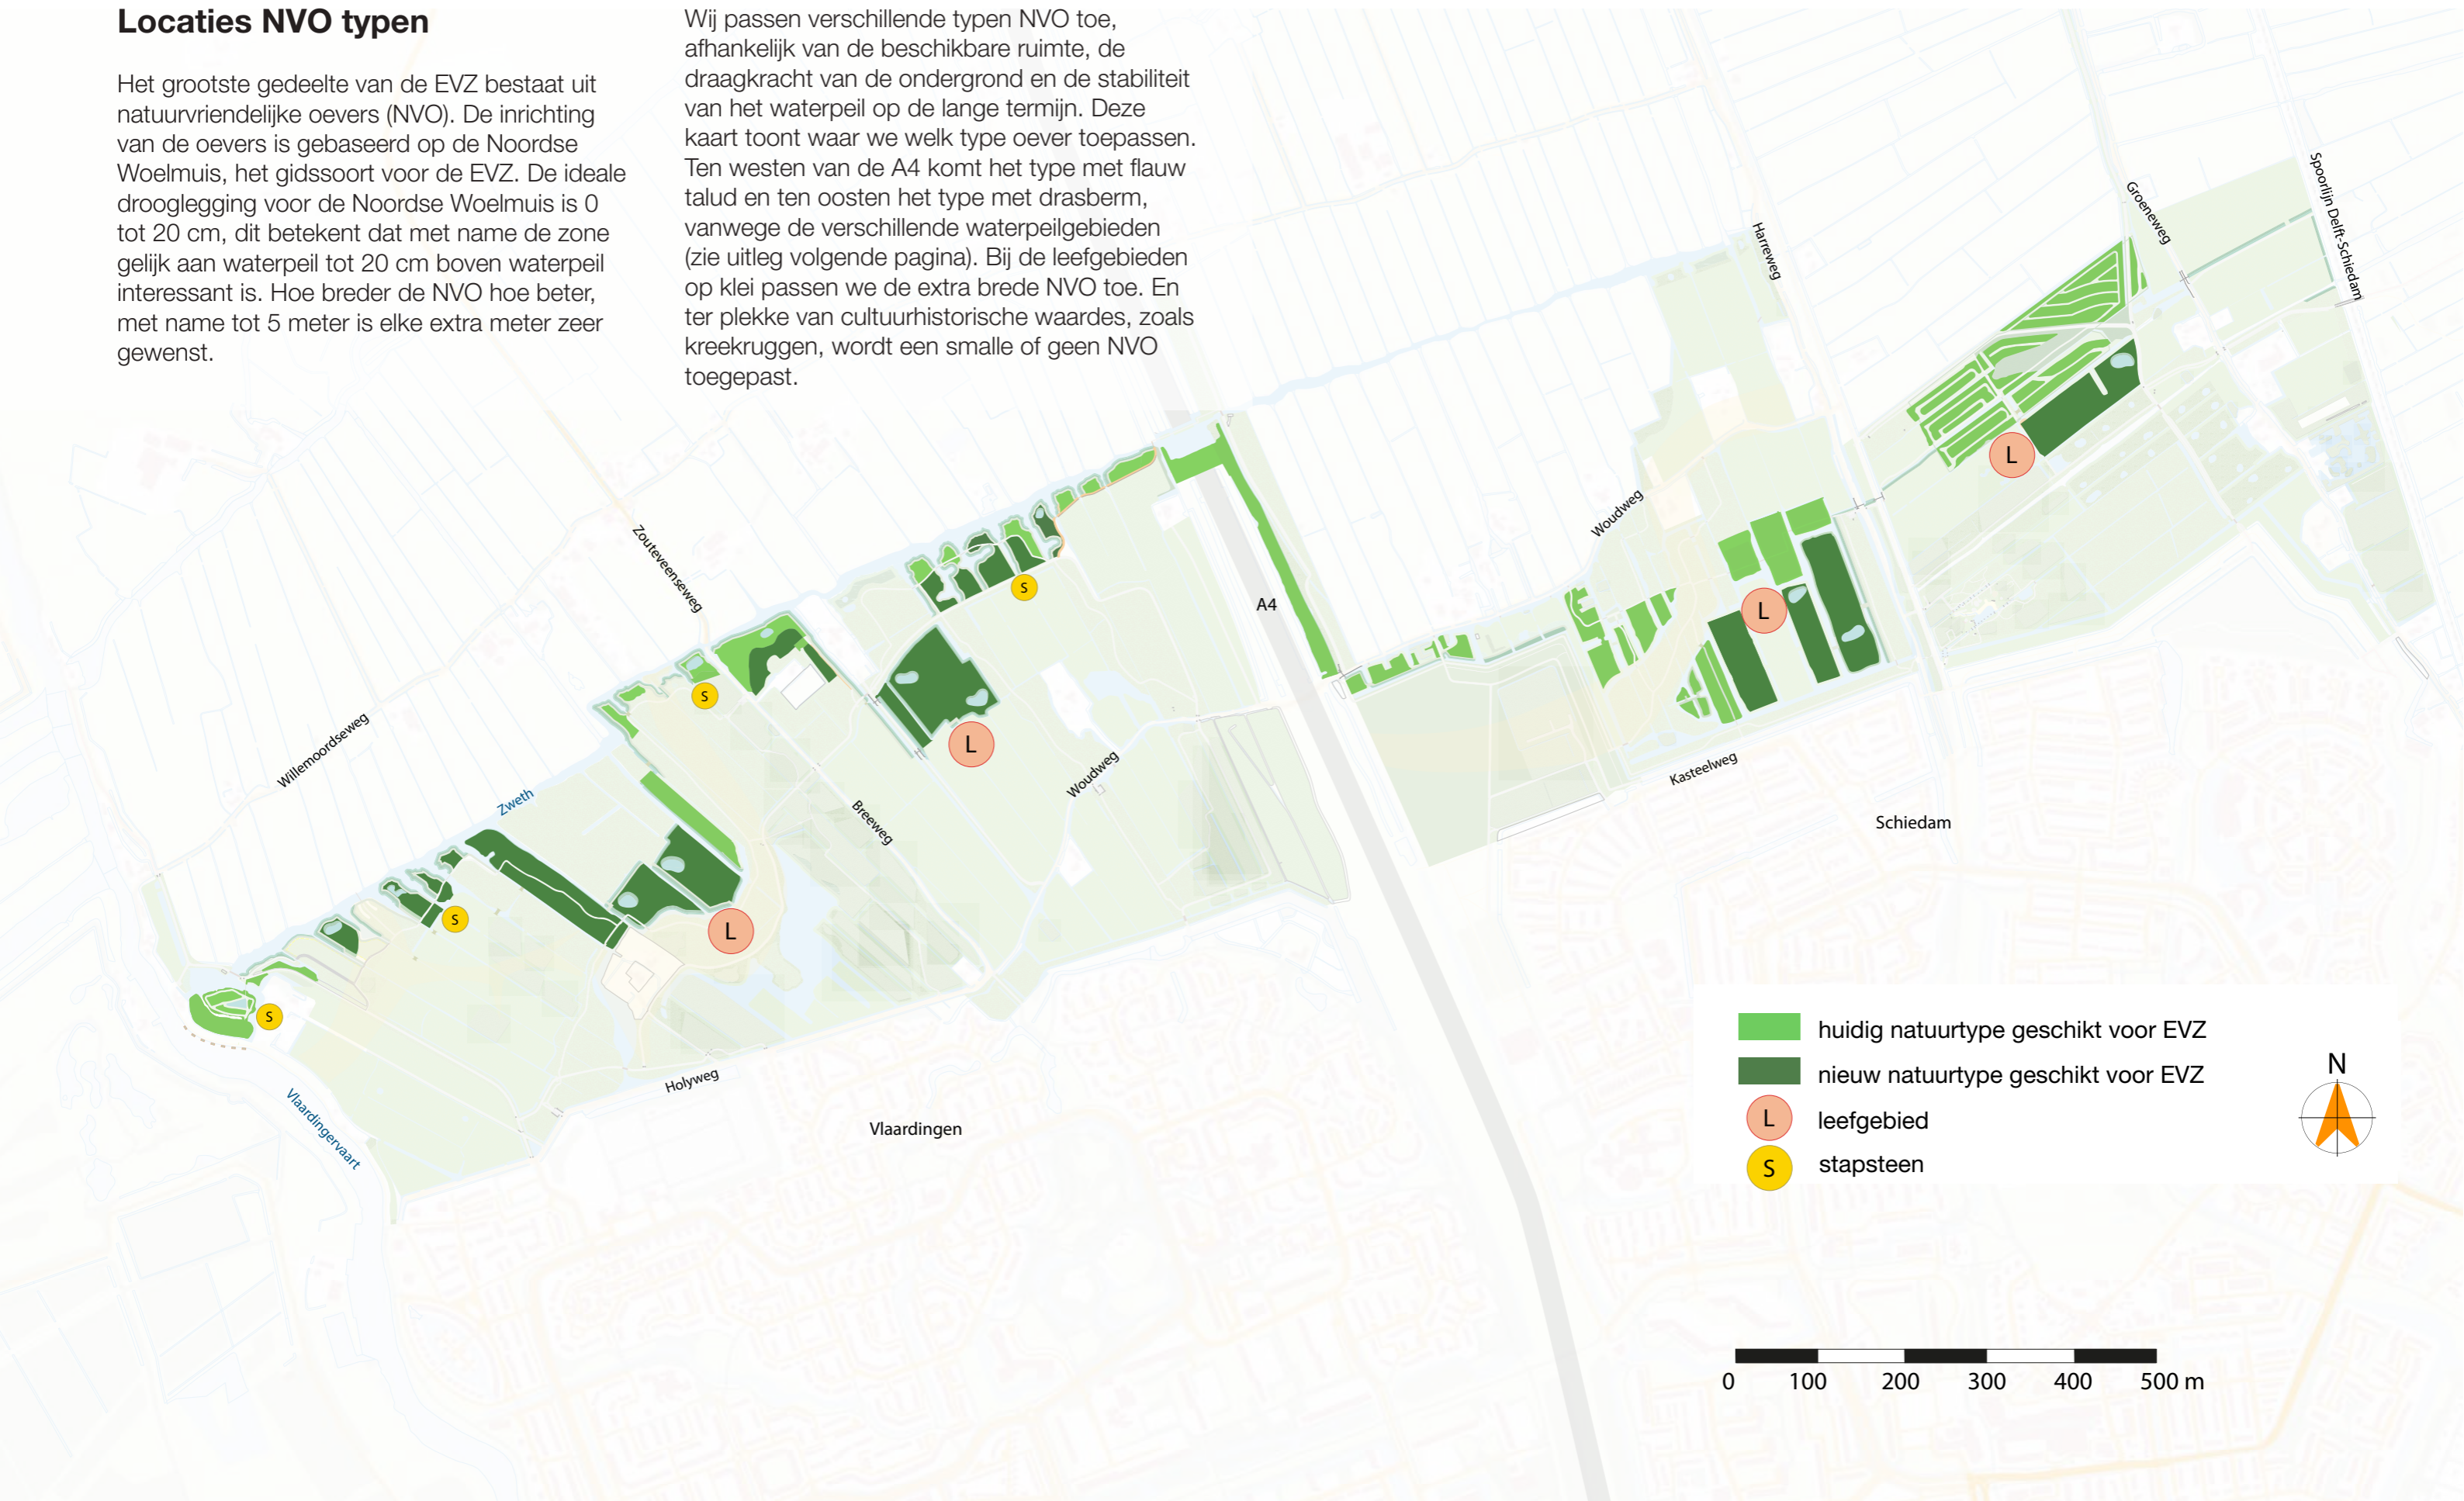 Locaties NVO typen
Het grootste gedeelte van de EVZ bestaat uit
natuurvriendelijke oevers (NVO). De inrichting
van de oevers is gebaseerd op de Noordse
Woelmuis, het gidssoort voor de EVZ. De ideale
drooglegging voor de Noordse Woelmuis is 0
tot 20 cm, dit betekent dat met name de zone
gelijk aan waterpeil tot 20 cm boven waterpeil
interessant is. Hoe breder de NVO hoe beter,
met name tot 5 meter is elke extra meter zeer
gewenst.
Wij passen verschillende typen NVO toe,
afhankelijk van de beschikbare ruimte, de
draagkracht van de ondergrond en de stabiliteit
van het waterpeil op de lange termijn. Deze
kaart toont waar we welk type oever toepassen.
Ten westen van de A4 komt het type met flauw
talud en ten oosten het type met drasberm,
vanwege de verschillende waterpeilgebieden
(zie uitleg volgende pagina). Bij de leefgebieden
op klei passen we de extra brede NVO toe. En
ter plekke van cultuurhistorische waardes, zoals
kreekruggen, wordt een smalle of geen NVO
toegepast.
Spoorlijn Delft-Schiedam
Groeneweg
Harreweg
L
Woudweg
Zouteveenseweg
S
A4
L
S
Willemoordseweg
L
Woudweg
Kasteelweg
Zweth
Breeweg
Schiedam
S
L
S
Holyweg
Vlaardingervaart
Vlaardingen
huidig natuurtype geschikt voor EVZ
nieuw natuurtype geschikt voor EVZ
L leefgebied
S stapsteen
N
0 100 200 300 400 500 m